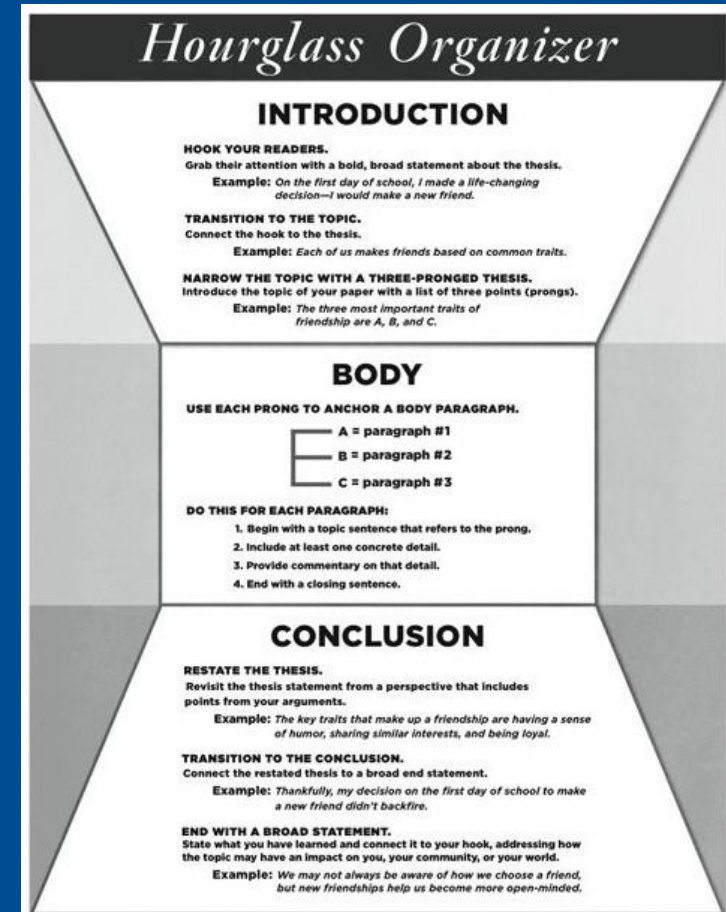 Hourglass Organizer
INTRODUCTION
HOOK YOUR READERS.
Grab their attention with a bold, broad statement about the thesis.
Example: On the first day of school, I made a life-changing
decision—I would make a new friend.
TRANSITION TO THE TOPIC.
Connect the hook to the thesis.
Example: Each of us makes friends based on common traits.
NARROW THE TOPIC WITH A THREE-PRONGED THESIS.
Introduce the topic of your paper with a list of three points (prongs).
Example: The three most important traits of
friendship are A, B, and C.
BODY
USE EACH PRONG TO ANCHOR A BODY PARAGRAPH.
A = paragraph #1
B = paragraph #2
C = paragraph #3
DO THIS FOR EACH PARAGRAPH:
1. Begin with a topic sentence that refers to the prong.
2. Include at least one concrete detail.
3. Provide commentary on that detail.
4. End with a closing sentence.
CONCLUSION
RESTATE THE THESIS.
Revisit the thesis statement from a perspective that includes
points from your arguments.
Example: The key traits that make up a friendship are having a sense
of humor, sharing similar interests, and being loyal.
TRANSITION TO THE CONCLUSION.
Connect the restated thesis to a broad end statement.
Example: Thankfully, my decision on the first day of school to make
a new friend didn't backfire.
END WITH A BROAD STATEMENT.
State what you have learned and connect it to your hook, addressing how
the topic may have an impact on you, your community, or your world.
Example: We may not always be aware of how we choose a friend,
but new friendships help us become more open-minded.